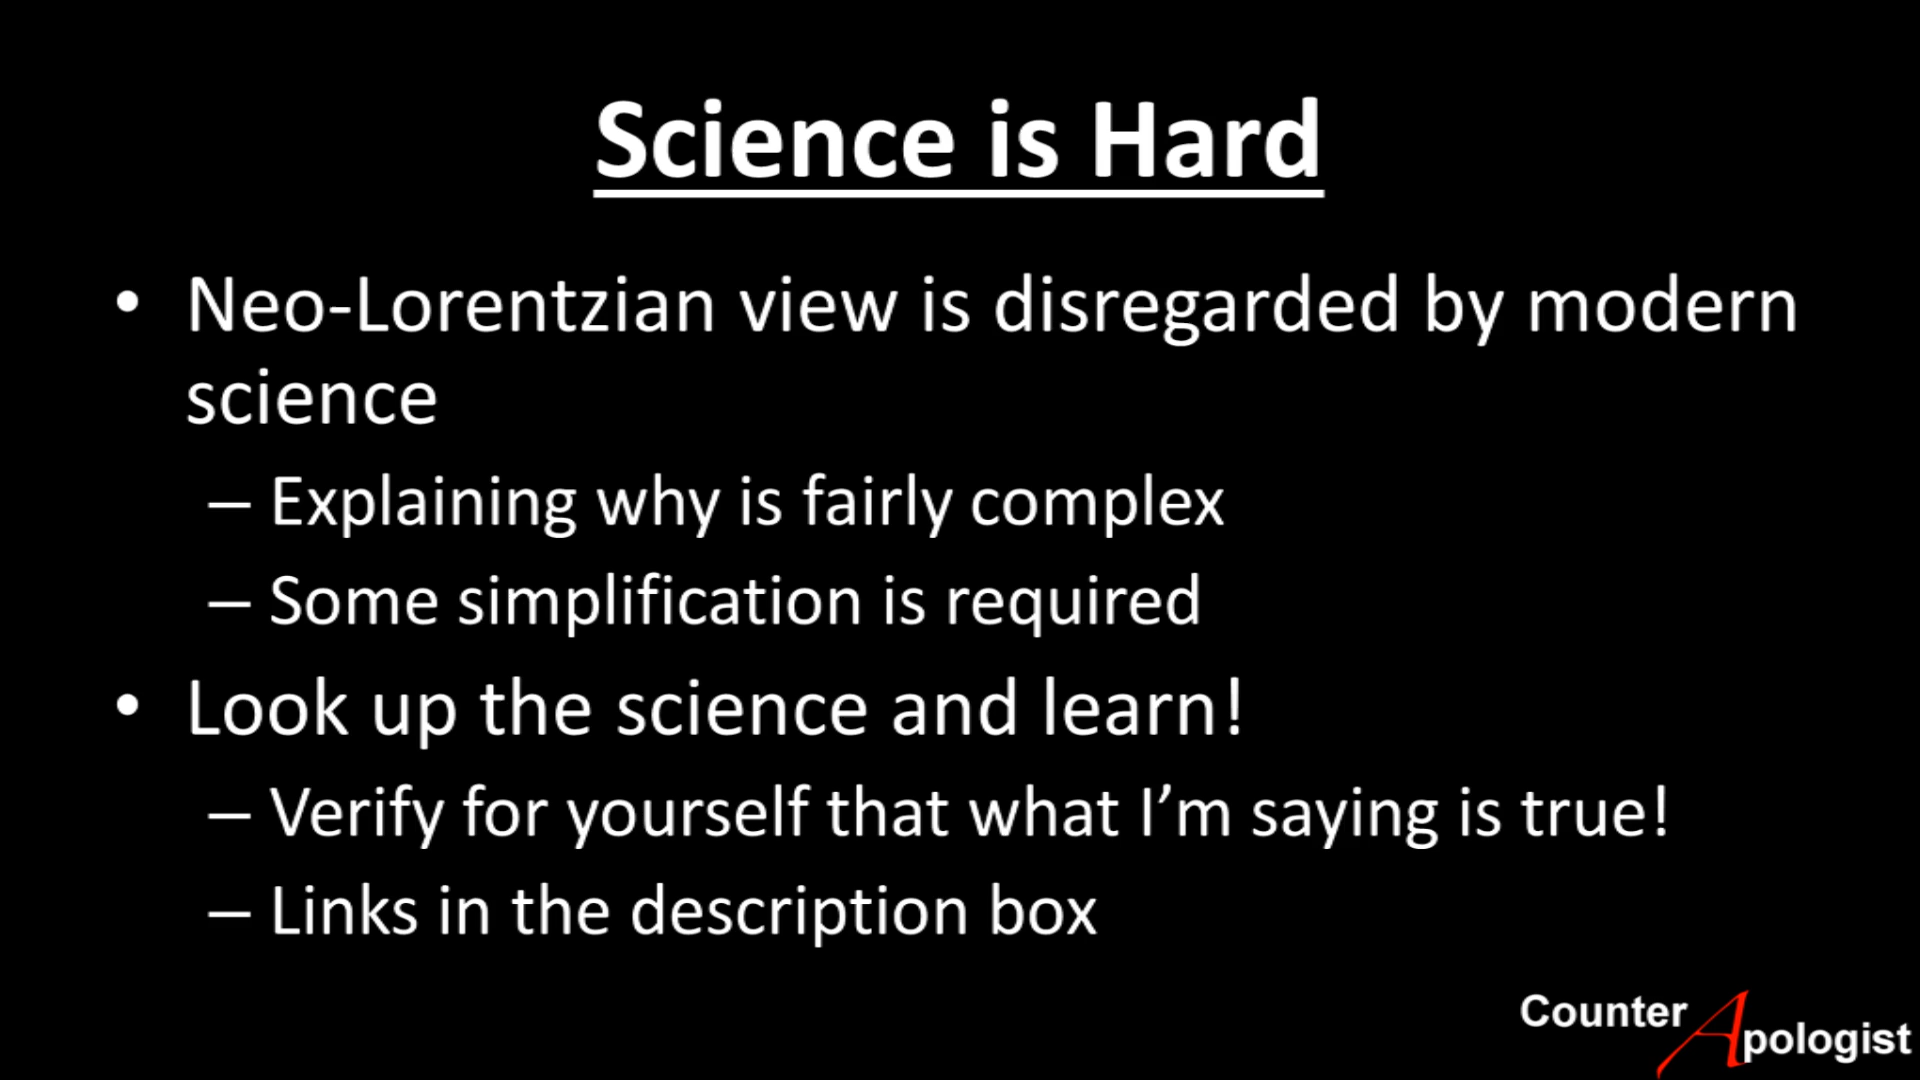 Science is Hard
• Neo-Lorentzian view is disregarded by modern
science
– Explaining why is fairly complex
– Some simplification is required
• Look up the science and learn!
– Verify for yourself that what I’m saying is true!
– Links in the description box
Counter
Apologist